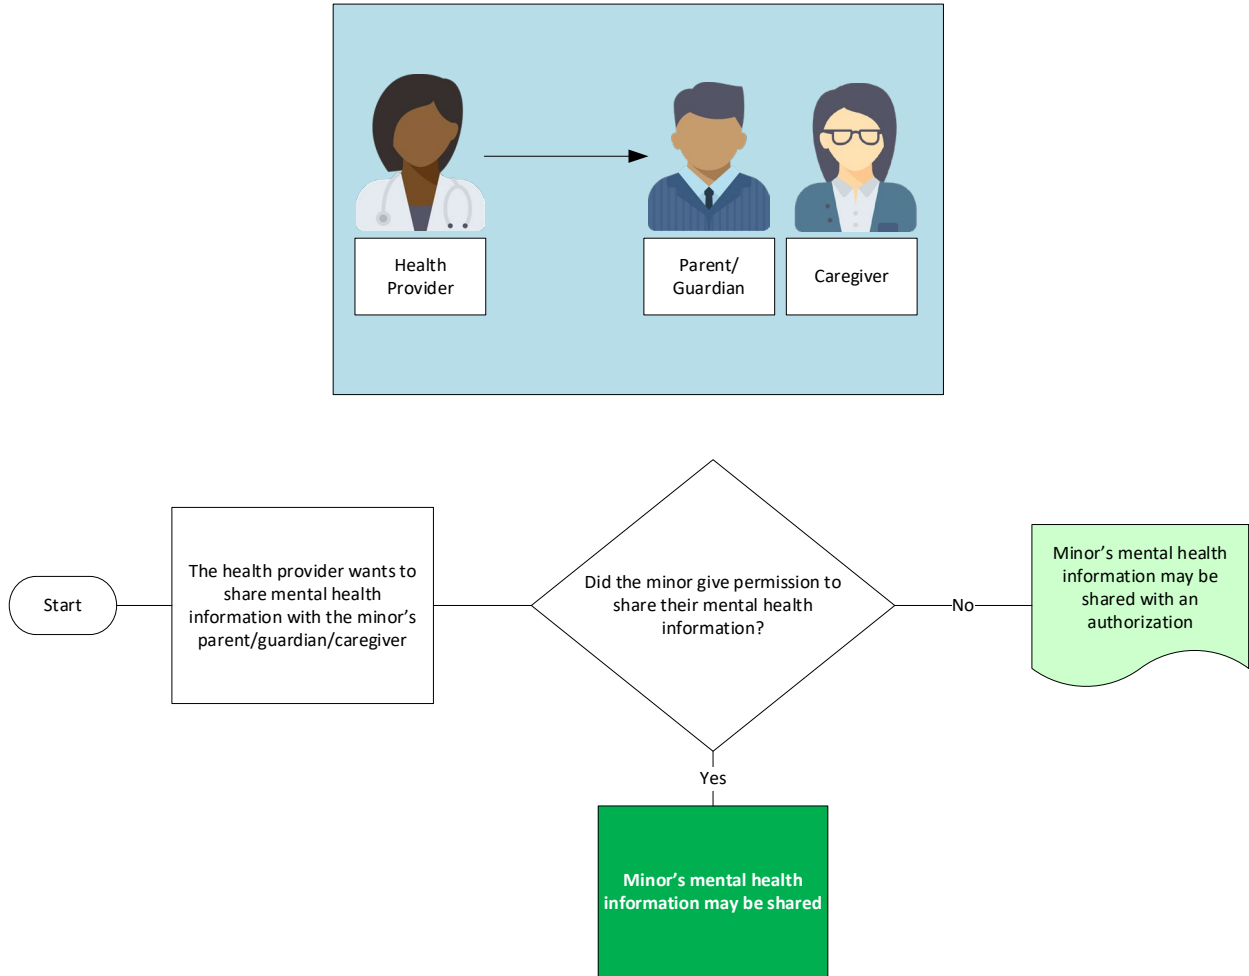 Health
Provider
Parent/
Guardian
Caregiver
Start
The health provider wants to
share mental health
information with the minor’s
parent/guardian/caregiver
Did the minor give permission to
share their mental health
information?
No
Minor’s mental health
information may be
shared with an
authorization
Yes
Minor’s mental health
information may be shared